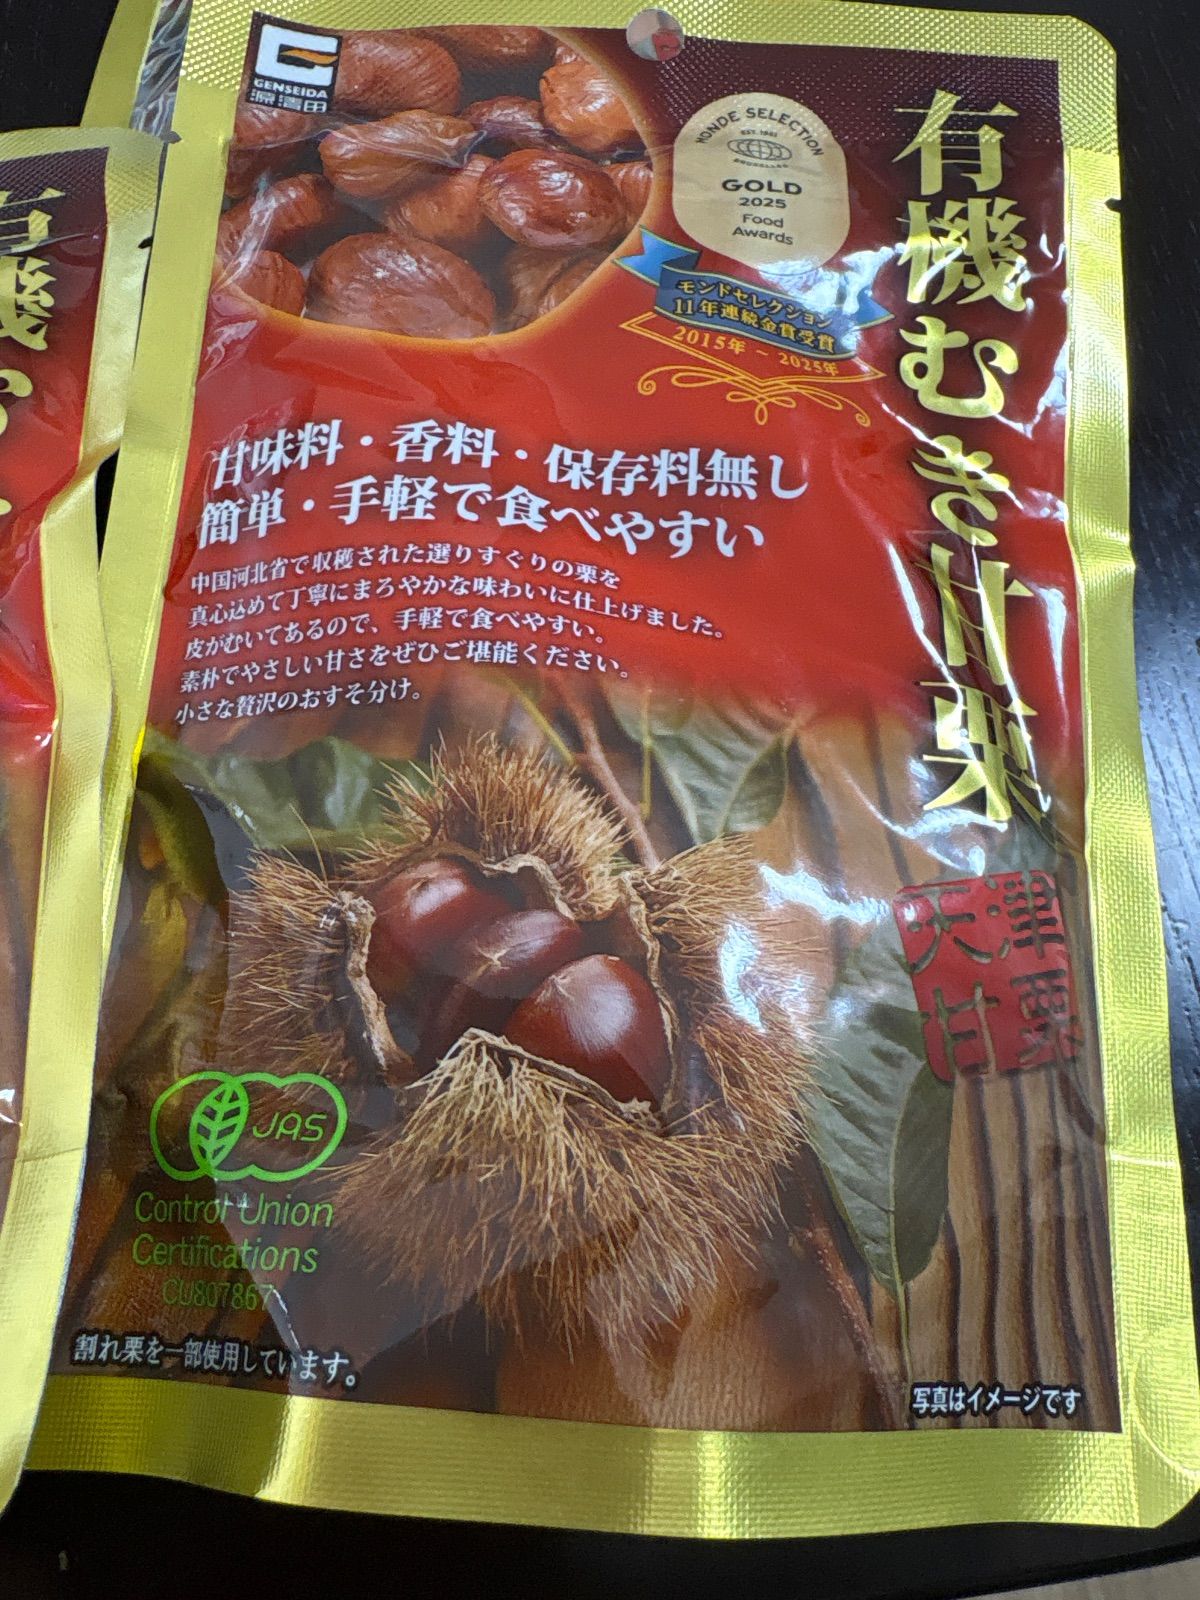 GENSEIDA
源清田
MONDE SELECTION
EST. 1961
BRUXELLES
GOLD
2025
Food
Awards
モンドセレクション
11年連続金賞受賞
2015年 ~ 2025年
有機むき甘栗
甘味料・香料・保存料無し
簡単・手軽で食べやすい
中国河北省で収穫された選りすぐりの栗を
真心込めて丁寧にまろやかな味わいに仕上げました。
皮がむいてあるので、手軽で食べやすい。
素朴でやさしい甘さをぜひご堪能ください。
小さな贅沢のおすそ分け。
天津
甘栗
JAS
Control Union
Certifications
CU807867
割れ栗を一部使用しています。
写真はイメージです